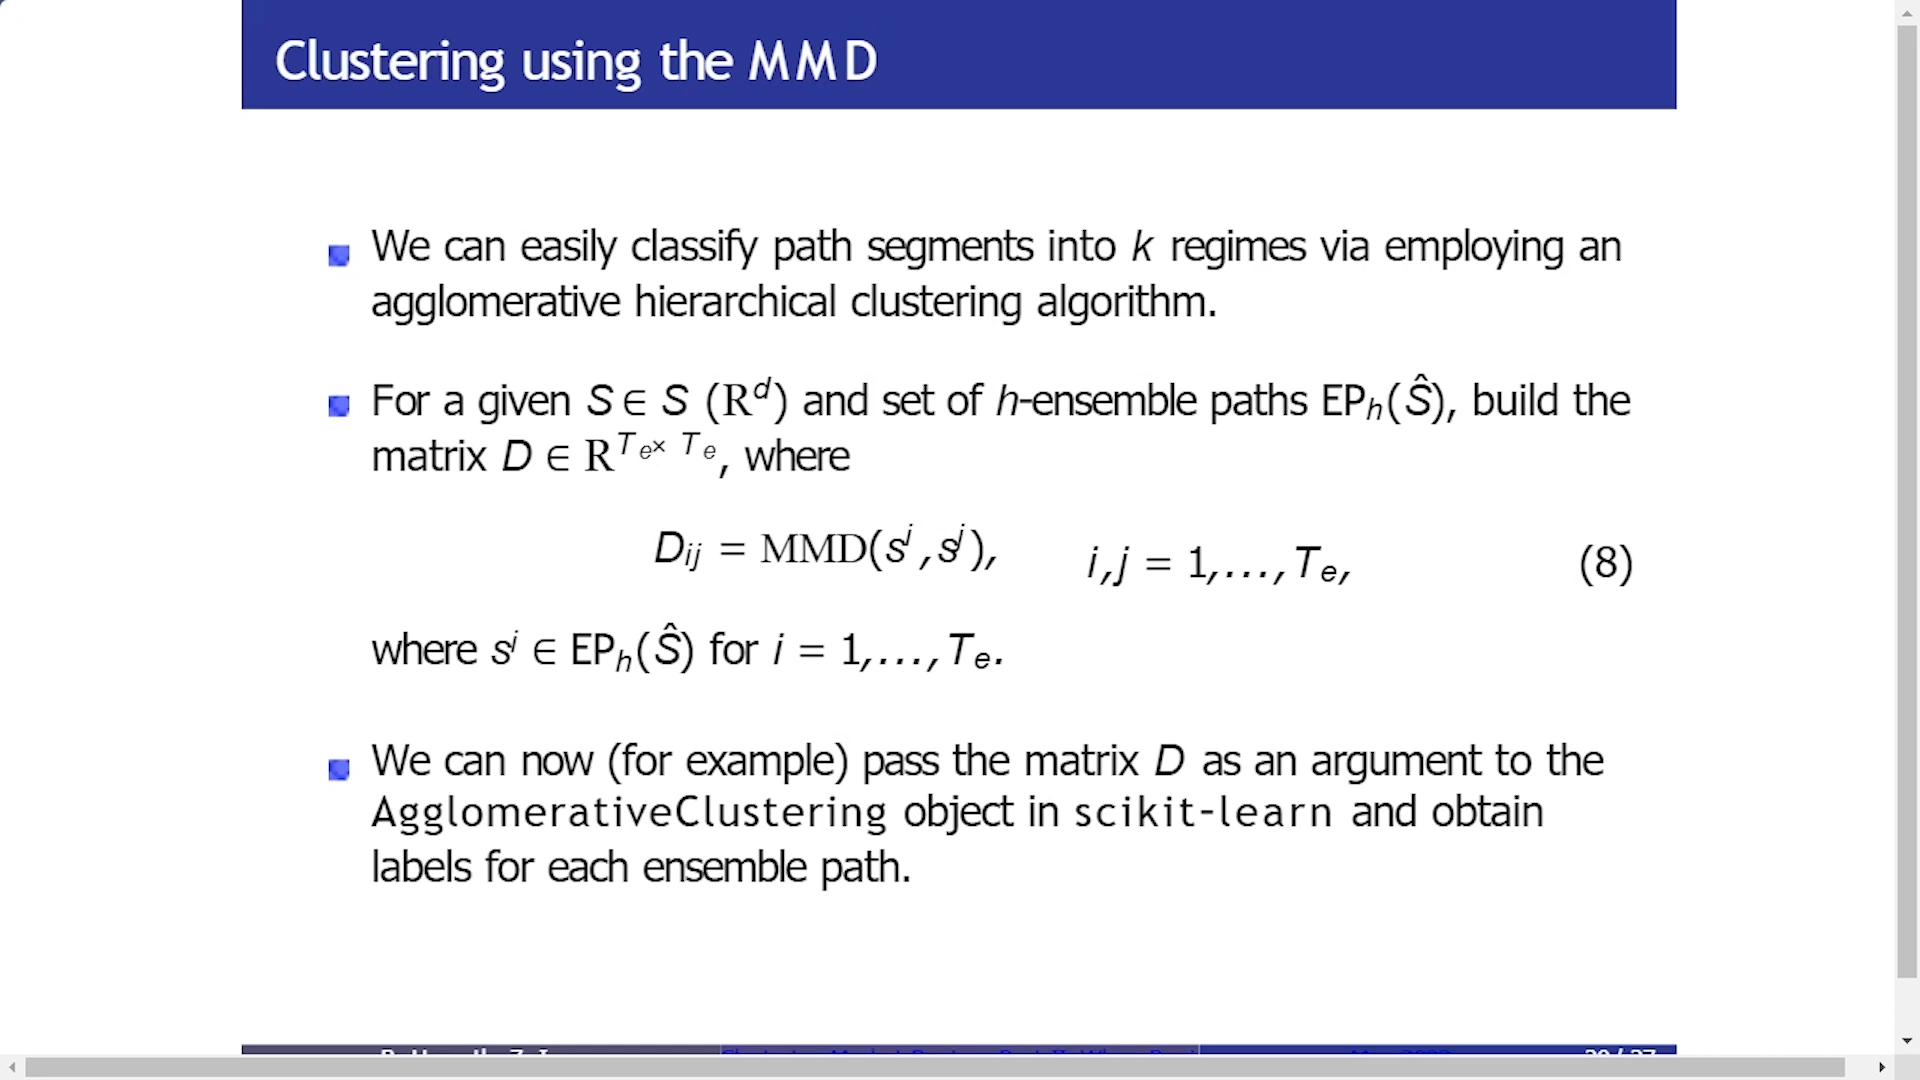 Clustering using the MMD
We can easily classify path segments into k regimes via employing an
agglomerative hierarchical clustering algorithm.
For a given S ∈ S (R^d) and set of h-ensemble paths EP_h(Ŝ), build the
matrix D ∈ R^{T_e × T_e}, where
D_ij = MMD(s^i, s^j), i,j = 1,...,T_e, (8)
where s^i ∈ EP_h(Ŝ) for i = 1,...,T_e.
We can now (for example) pass the matrix D as an argument to the
AgglomerativeClustering object in scikit-learn and obtain
labels for each ensemble path.